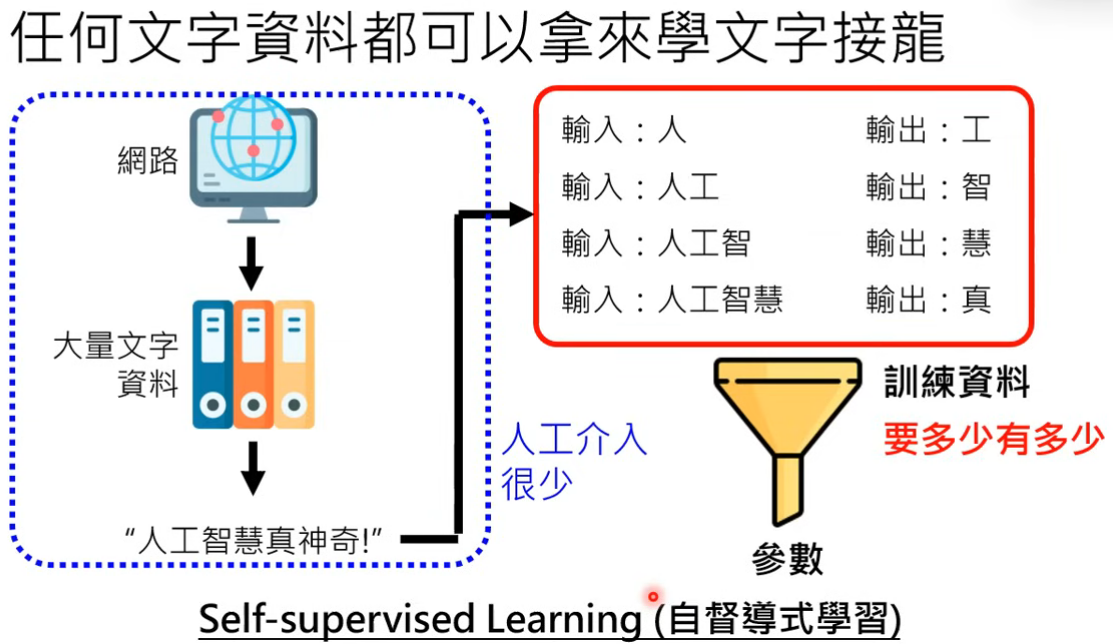 任何文字資料都可以拿來學文字接龍
網路
大量文字
資料
“人工智慧真神奇!”
人工介入
很少
輸入：人 輸出：工
輸入：人工 輸出：智
輸入：人工智 輸出：慧
輸入：人工智慧 輸出：真
訓練資料
要多少有多少
參數
Self-supervised Learning (自督導式學習)